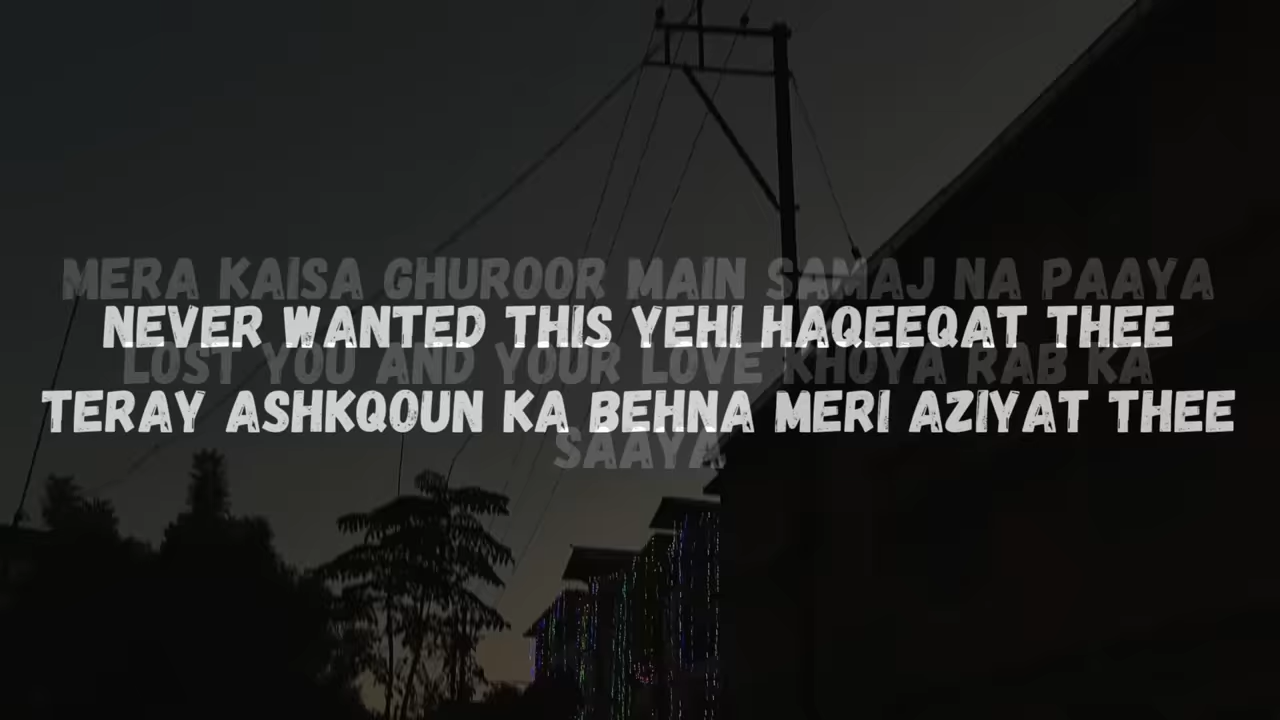 MERA KAISA GHUROOR MAIN SAMAJ NA PAAYA
NEVER WANTED THIS YEHI HAQEEQAT THEE
LOST YOU AND YOUR LOVE KHOYA RAB KA
TERAY ASHKQOUN KA BEHNA MERI AZIYAT THEE
SAAYA